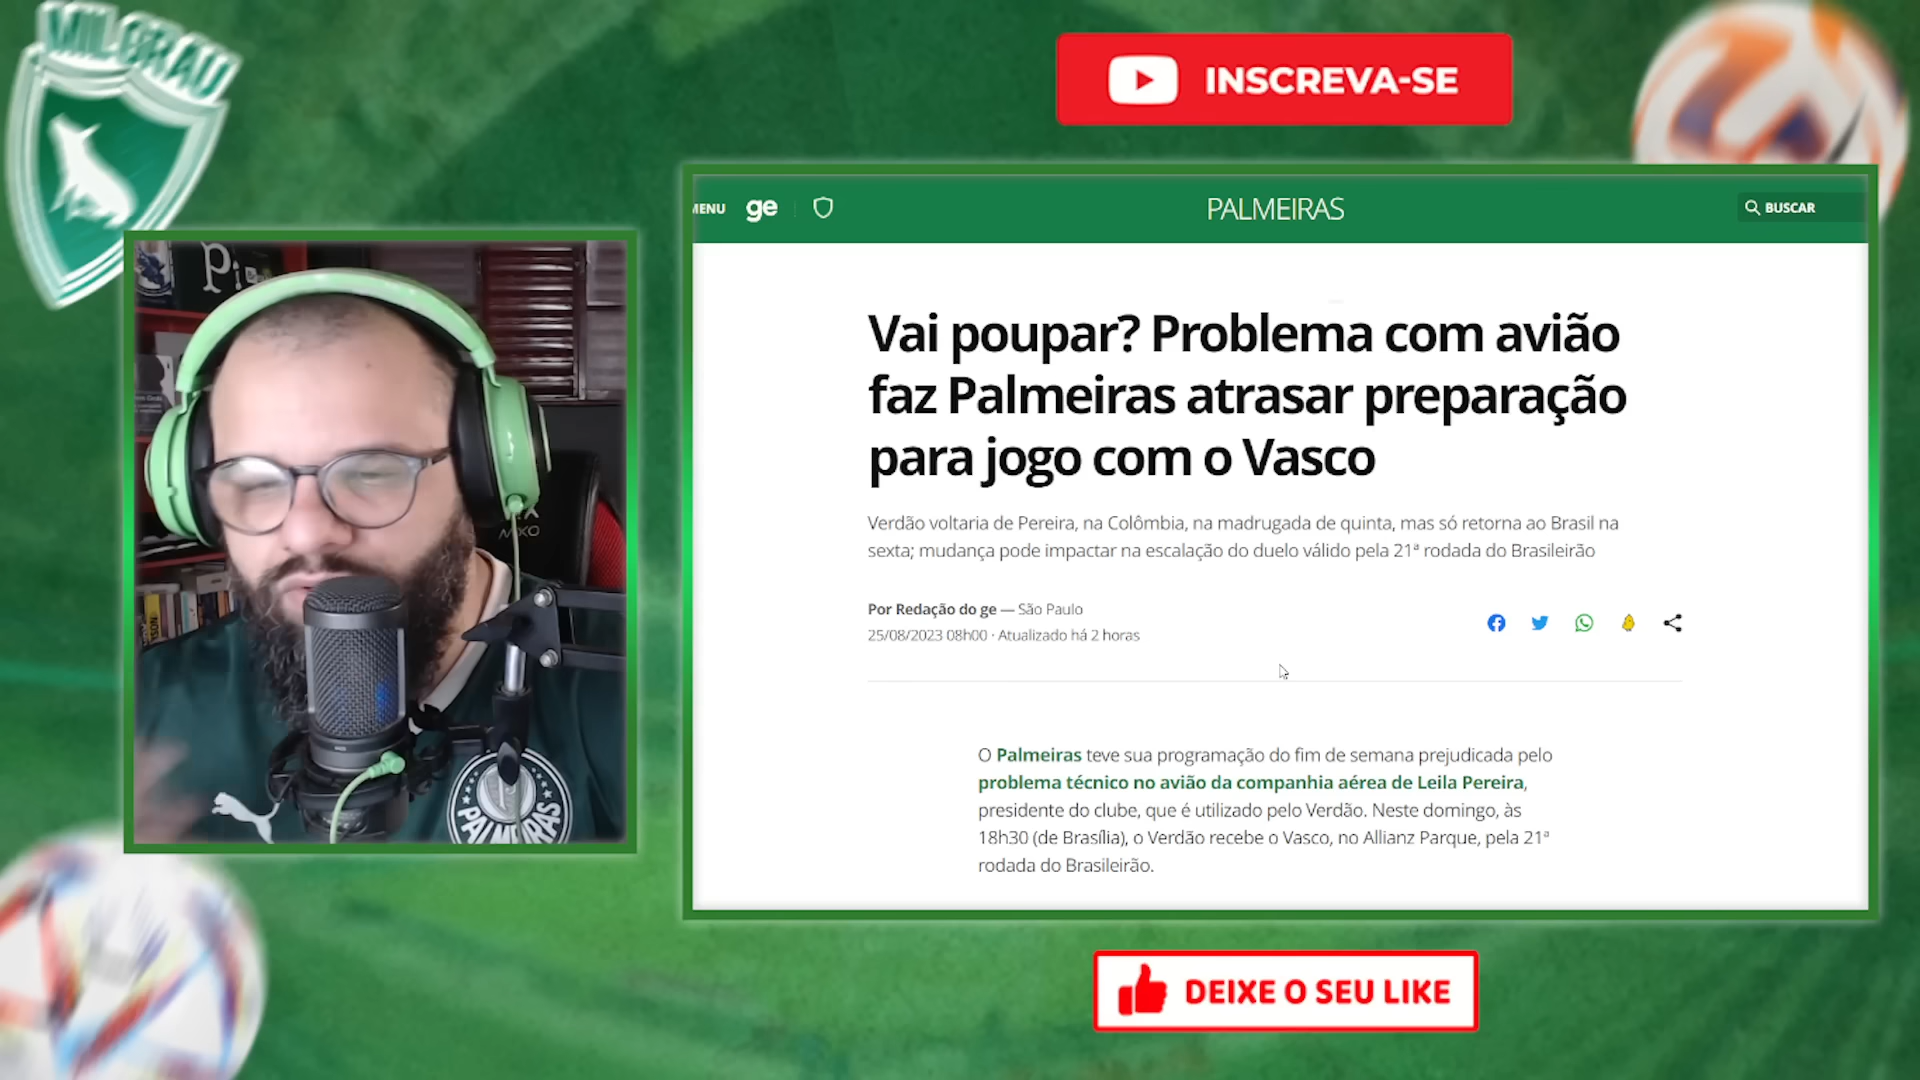 MILGRAU
INSCREVA-SE
MENU
ge
PALMEIRAS
BUSCAR
Vai poupar? Problema com avião
faz Palmeiras atrasar preparação
para jogo com o Vasco
Verdão voltaria de Pereira, na Colômbia, na madrugada de quinta, mas só retorna ao Brasil na
sexta; mudança pode impactar na escalação do duelo válido pela 21ª rodada do Brasileirão
Por Redação do ge — São Paulo
25/08/2023 08h00 · Atualizado há 2 horas
O Palmeiras teve sua programação do fim de semana prejudicada pelo
problema técnico no avião da companhia aérea de Leila Pereira,
presidente do clube, que é utilizado pelo Verdão. Neste domingo, às
18h30 (de Brasília), o Verdão recebe o Vasco, no Allianz Parque, pela 21ª
rodada do Brasileirão.
PALMEIRAS
DEIXE O SEU LIKE